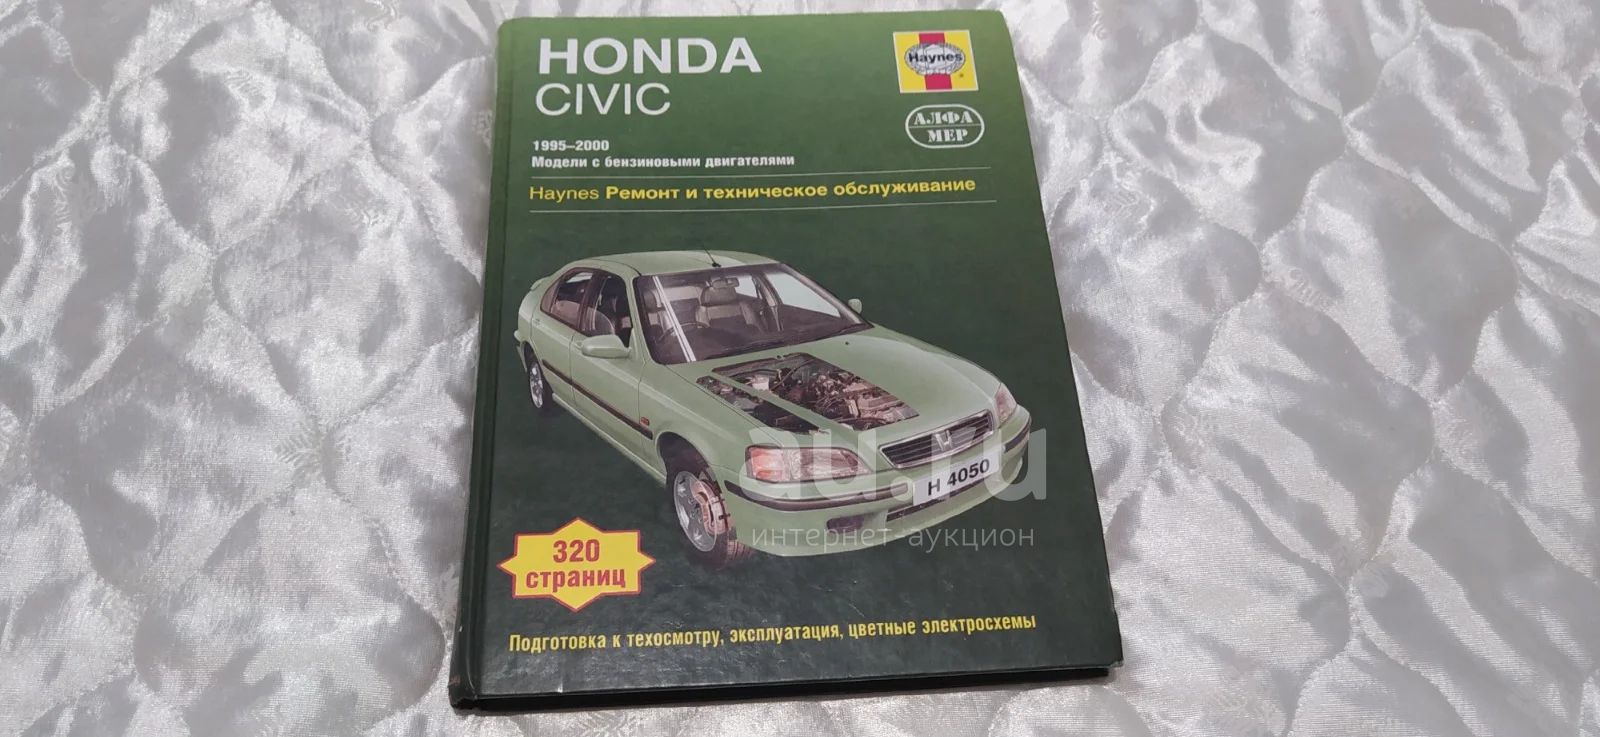 HONDA
CIVIC
Haynes
АЛФА
МЕР
1995–2000
Модели с бензиновыми двигателями
Haynes Ремонт и техническое обслуживание
H 4050
au.ru
интернет-аукцион
320
страниц
Подготовка к техосмотру, эксплуатация, цветные электросхемы